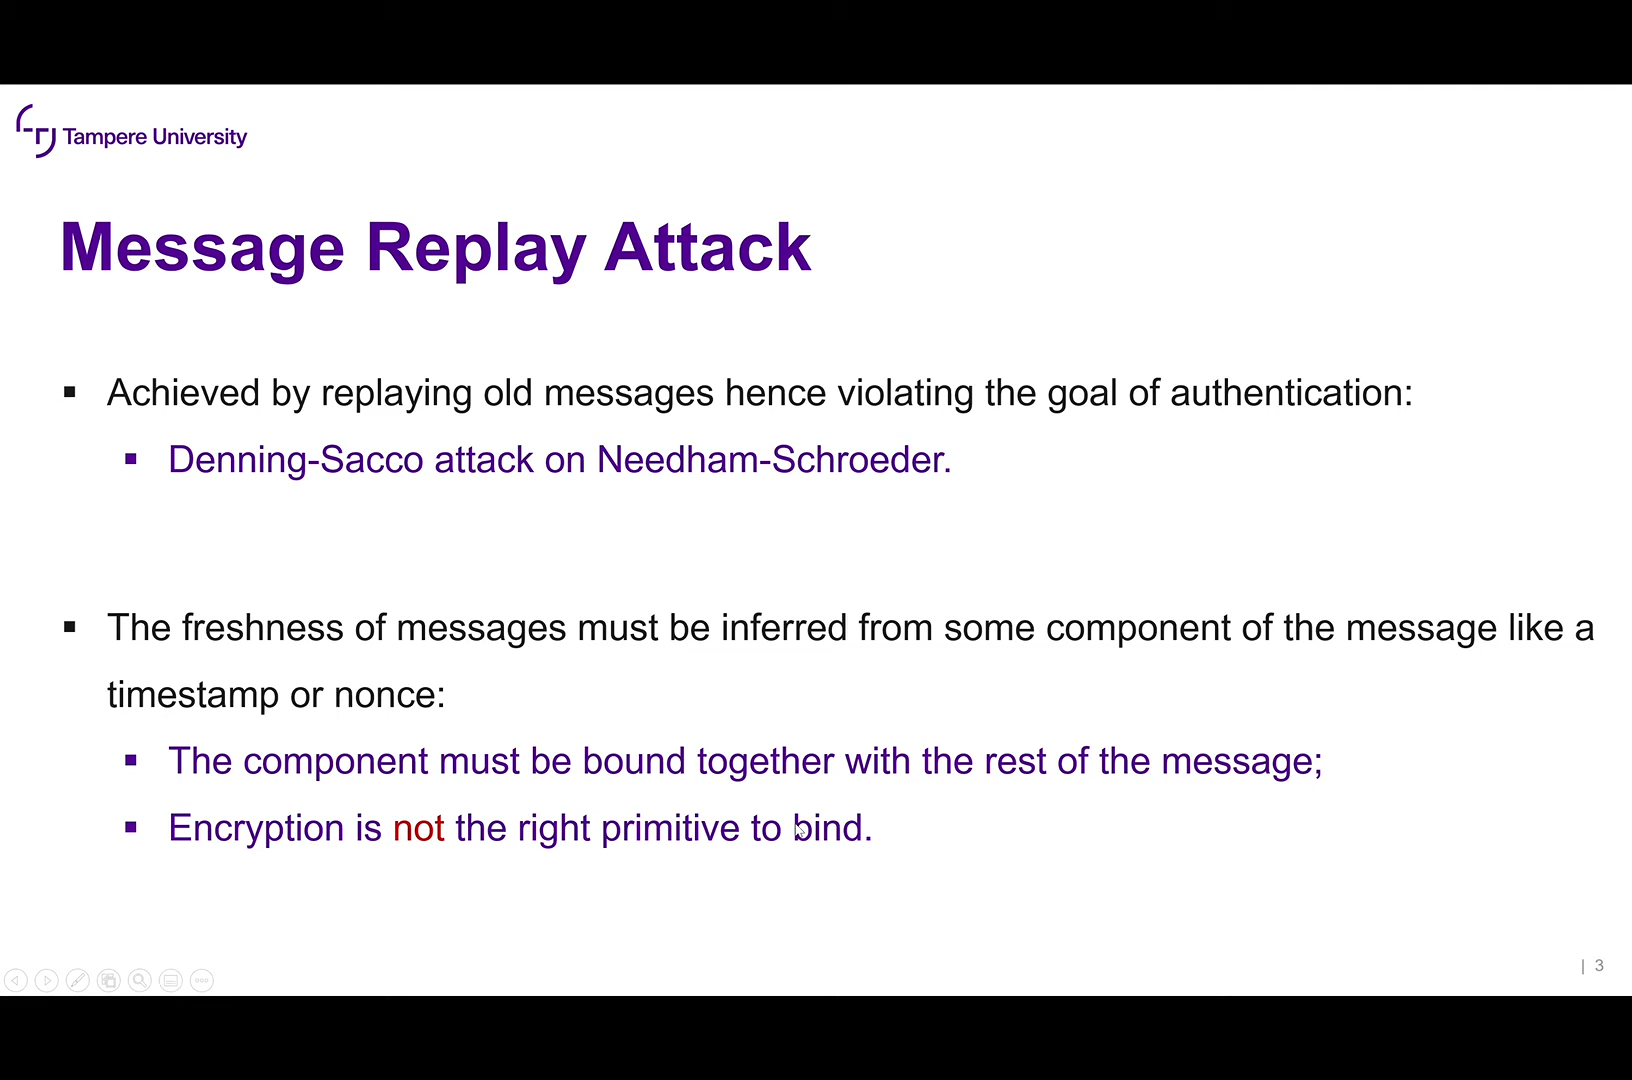 Tampere University
Message Replay Attack
▪ Achieved by replaying old messages hence violating the goal of authentication:
▪ Denning-Sacco attack on Needham-Schroeder.
▪ The freshness of messages must be inferred from some component of the message like a
timestamp or nonce:
▪ The component must be bound together with the rest of the message;
▪ Encryption is not the right primitive to bind.
| 3